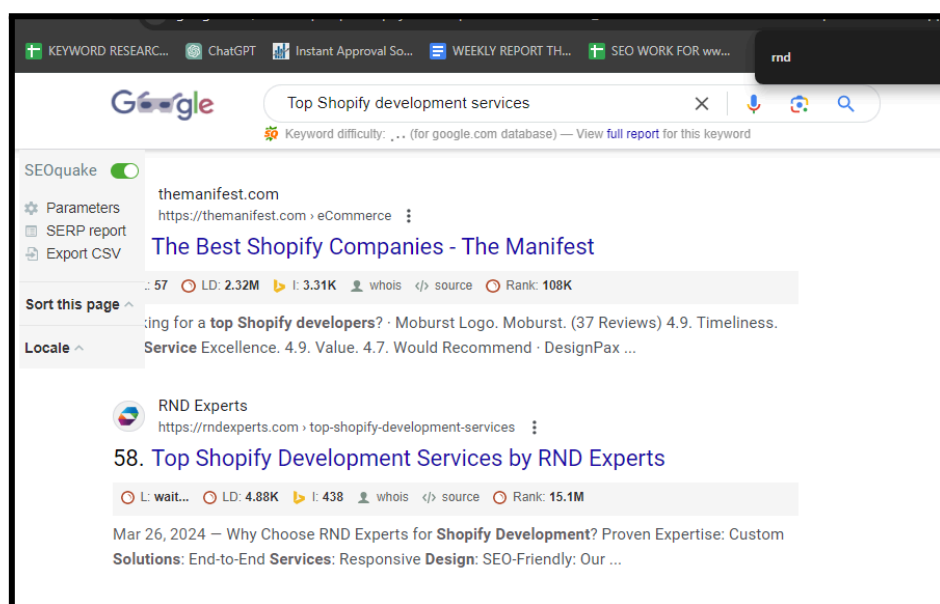 KEYWORD RESEARC... ChatGPT Instant Approval So... WEEKLY REPORT TH... SEO WORK FOR ww...
rnd
Google Top Shopify development services
Keyword difficulty: ... (for google.com database) — View full report for this keyword
SEOquake
Parameters
SERP report
Export CSV
Sort this page
Locale
themanifest.com
https://themanifest.com › eCommerce
The Best Shopify Companies - The Manifest
.: 57 LD: 2.32M I: 3.31K whois </> source Rank: 108K
king for a top Shopify developers? · Moburst Logo. Moburst. (37 Reviews) 4.9. Timeliness.
Service Excellence. 4.9. Value. 4.7. Would Recommend · DesignPax ...
RND Experts
https://rndexperts.com › top-shopify-development-services
58. Top Shopify Development Services by RND Experts
L: wait... LD: 4.88K I: 438 whois </> source Rank: 15.1M
Mar 26, 2024 — Why Choose RND Experts for Shopify Development? Proven Expertise: Custom
Solutions: End-to-End Services: Responsive Design: SEO-Friendly: Our ...